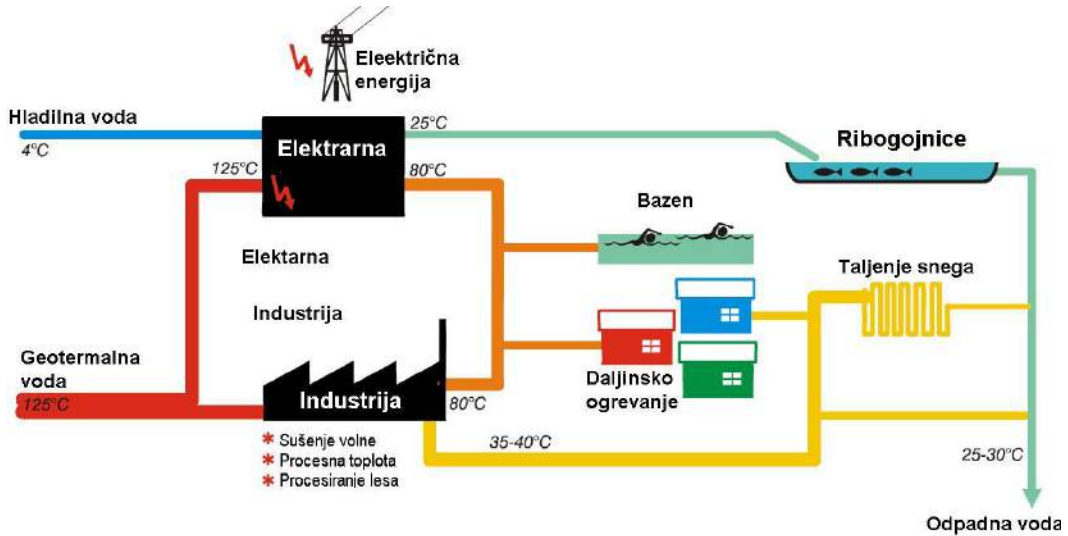 Eleektrična
energija
Hladilna voda
4°C
25°C
Elektrarna
125°C
80°C
Ribogojnice
Bazen
Elektarna
Taljenje snega
Industrija
Geotermalna
voda
125°C
Industrija
80°C
Daljinsko
ogrevanje
* Sušenje volne
* Procesna toplota
* Procesiranje lesa
35-40°C
25-30°C
Odpadna voda